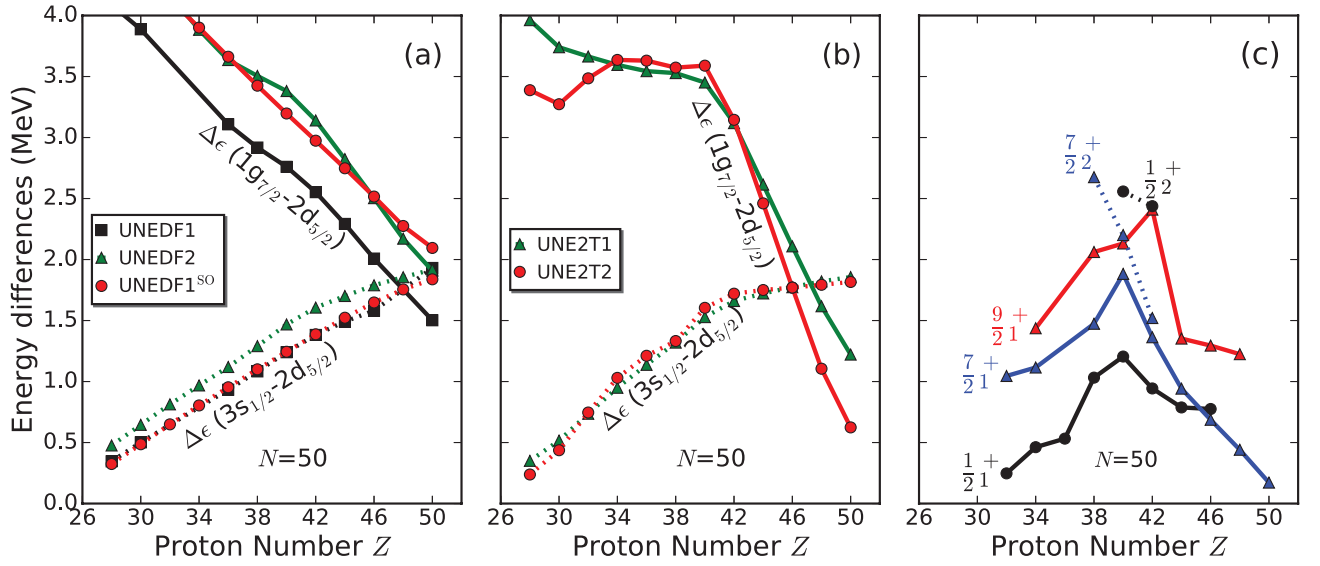 Energy differences (MeV)
4.0
3.5
3.0
2.5
2.0
1.5
1.0
0.5
0.0
(a)
Δϵ (1g7/2-2d5/2)
UNEDF1
UNEDF2
UNEDF1SO
Δϵ (3s1/2-2d5/2)
N=50
26 30 34 38 42 46 50
Proton Number Z
(b)
Δϵ (1g7/2-2d5/2)
UNE2T1
UNE2T2
Δϵ (3s1/2-2d5/2)
N=50
26 30 34 38 42 46 50
Proton Number Z
(c)
7/2 2 +
1/2 2 +
9/2 1 +
7/2 1 +
1/2 1 +
N=50
26 30 34 38 42 46 50
Proton Number Z